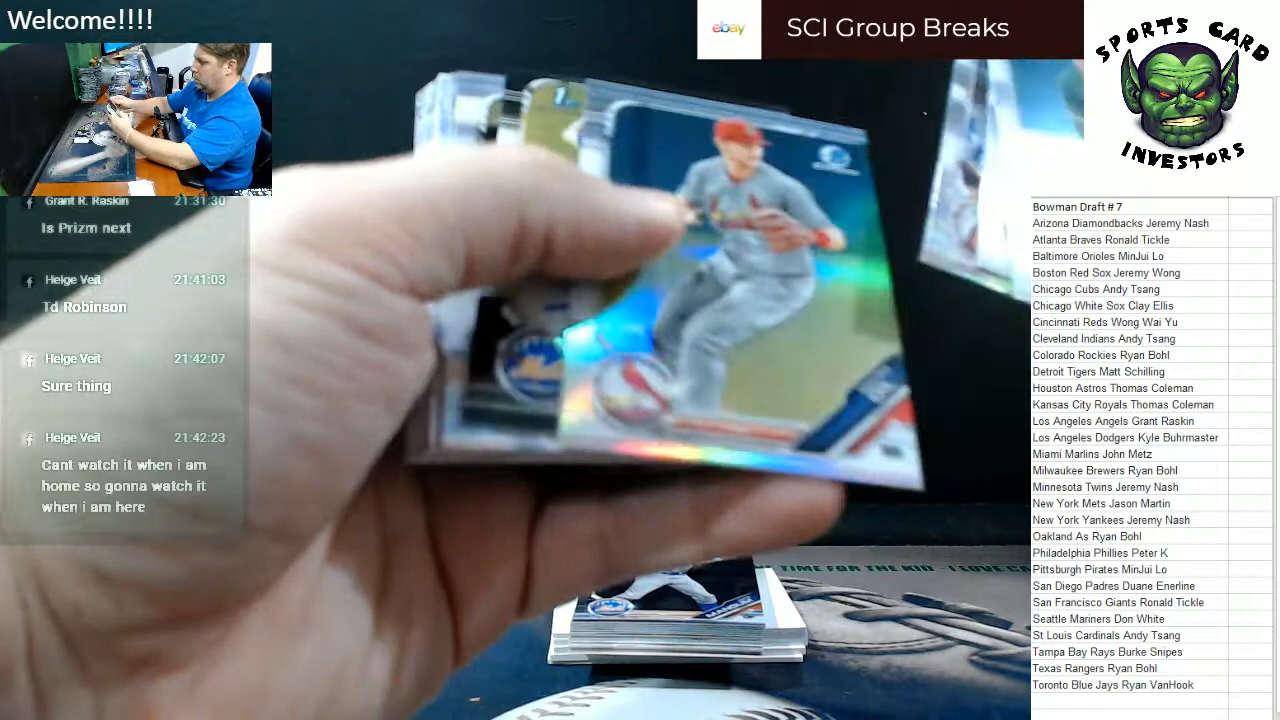 Welcome!!!!
ebay
SCI Group Breaks
SPORTS CARD
INVESTORS
Grant R. Raskin 21:31:30
Is Prizm next
Helge Veit 21:41:03
Td Robinson
Helge Veit 21:42:07
Sure thing
Helge Veit 21:42:23
Cant watch it when i am
home so gonna watch it
when i am here
1st
TIME FOR THE KID - I LOVE
Bowman Draft # 7
Arizona Diamondbacks Jeremy Nash
Atlanta Braves Ronald Tickle
Baltimore Orioles MinJui Lo
Boston Red Sox Jeremy Wong
Chicago Cubs Andy Tsang
Chicago White Sox Clay Ellis
Cincinnati Reds Wong Wai Yu
Cleveland Indians Andy Tsang
Colorado Rockies Ryan Bohl
Detroit Tigers Matt Schilling
Houston Astros Thomas Coleman
Kansas City Royals Thomas Coleman
Los Angeles Angels Grant Raskin
Los Angeles Dodgers Kyle Buhrmaster
Miami Marlins John Metz
Milwaukee Brewers Ryan Bohl
Minnesota Twins Jeremy Nash
New York Mets Jason Martin
New York Yankees Jeremy Nash
Oakland As Ryan Bohl
Philadelphia Phillies Peter K
Pittsburgh Pirates MinJui Lo
San Diego Padres Duane Enerline
San Francisco Giants Ronald Tickle
Seattle Mariners Don White
St Louis Cardinals Andy Tsang
Tampa Bay Rays Burke Snipes
Texas Rangers Ryan Bohl
Toronto Blue Jays Ryan VanHook